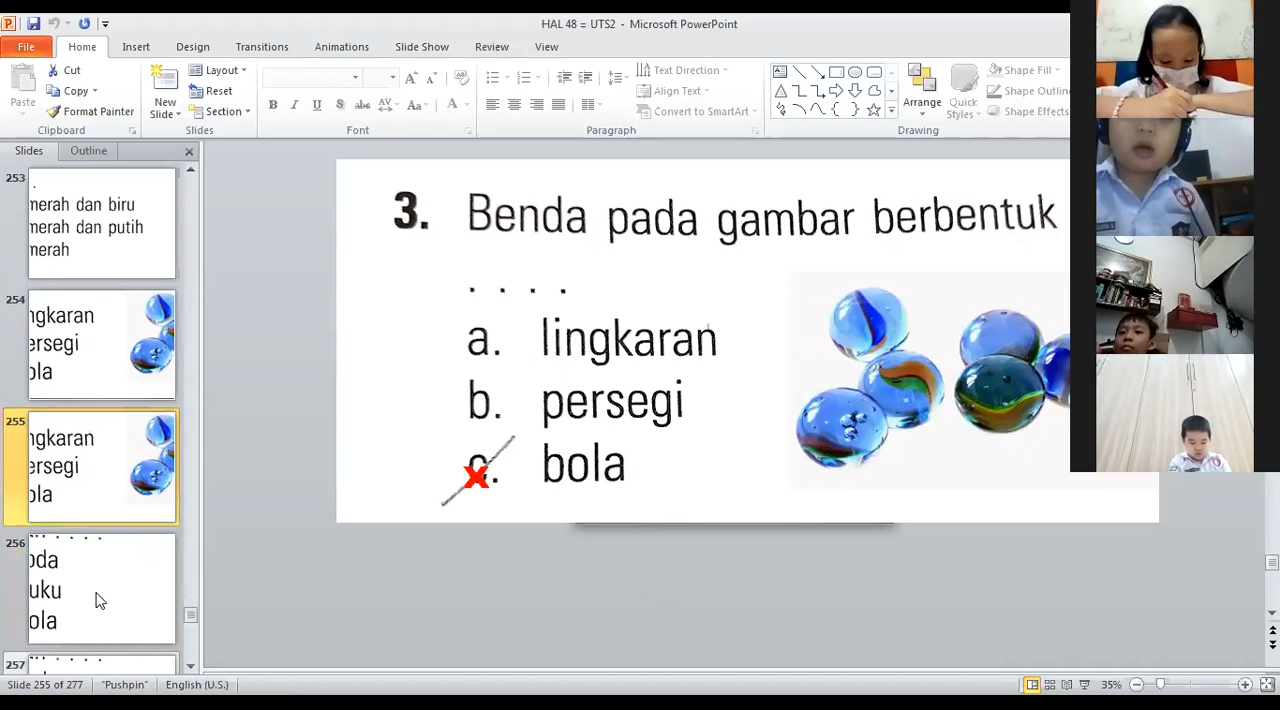 HAL 48 = UTS2 - Microsoft PowerPoint
File Home Insert Design Transitions Animations Slide Show Review View
Paste
Cut
Copy
Format Painter
Clipboard
New Slide
Layout
Reset
Section
Slides
Font
Paragraph
Text Direction
Align Text
Convert to SmartArt
Arrange
Quick Styles
Shape Fill
Shape Outline
Shape Effects
Drawing
Slides Outline
253
merah dan biru
merah dan putih
merah
254
ngkaran
ersegi
ola
255
ngkaran
ersegi
ola
256
oda
uku
ola
257
3. Benda pada gambar berbentuk
. . . .
a. lingkaran
b. persegi
c. bola
X
Slide 255 of 277 "Pushpin" English (U.S.) 35%